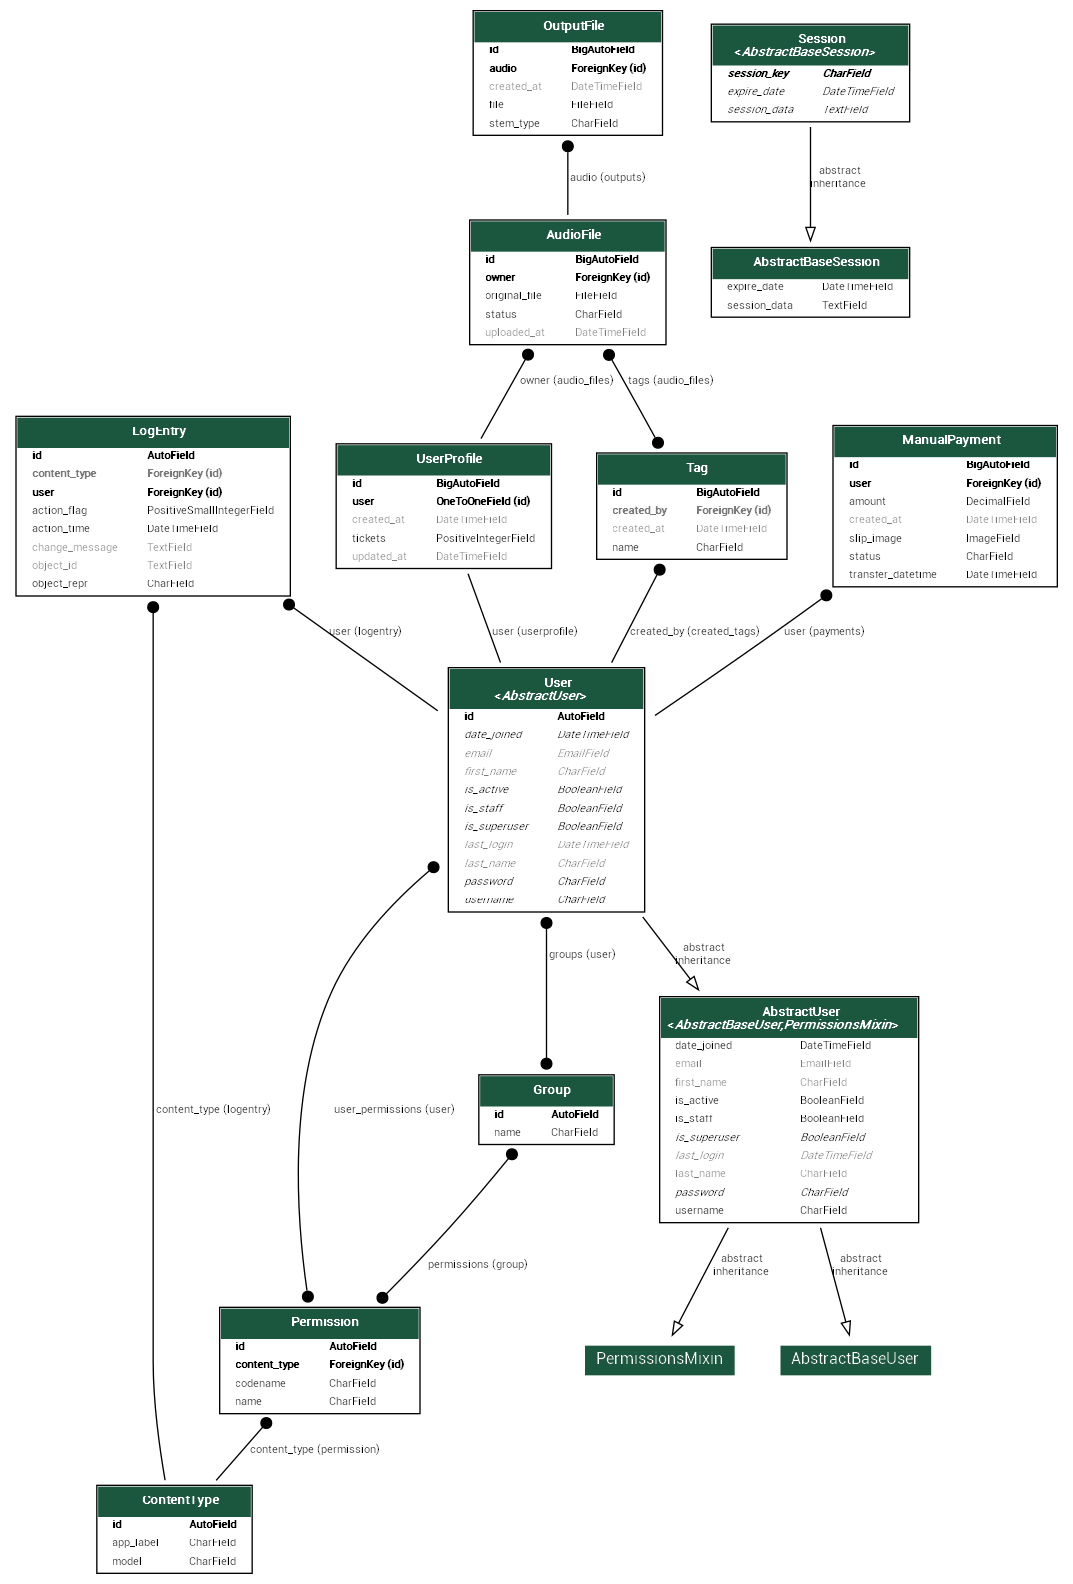 OutputFile
id BigAutoField
audio ForeignKey (id)
created_at DateTimeField
file FileField
stem_type CharField
Session
<AbstractBaseSession>
session_key CharField
expire_date DateTimeField
session_data TextField
audio (outputs)
abstract
inheritance
AudioFile
id BigAutoField
owner ForeignKey (id)
original_file FileField
status CharField
uploaded_at DateTimeField
AbstractBaseSession
expire_date DateTimeField
session_data TextField
owner (audio_files)
tags (audio_files)
LogEntry
id AutoField
content_type ForeignKey (id)
user ForeignKey (id)
action_flag PositiveSmallIntegerField
action_time DateTimeField
change_message TextField
object_id TextField
object_repr CharField
UserProfile
id BigAutoField
user OneToOneField (id)
created_at DateTimeField
tickets PositiveIntegerField
updated_at DateTimeField
Tag
id BigAutoField
created_by ForeignKey (id)
created_at DateTimeField
name CharField
ManualPayment
id BigAutoField
user ForeignKey (id)
amount DecimalField
created_at DateTimeField
slip_image ImageField
status CharField
transfer_datetime DateTimeField
user (logentry)
user (userprofile)
created_by (created_tags)
user (payments)
User
<AbstractUser>
id AutoField
date_joined DateTimeField
email EmailField
first_name CharField
is_active BooleanField
is_staff BooleanField
is_superuser BooleanField
last_login DateTimeField
last_name CharField
password CharField
username CharField
groups (user)
abstract
inheritance
AbstractUser
<AbstractBaseUser,PermissionsMixin>
date_joined DateTimeField
email EmailField
first_name CharField
is_active BooleanField
is_staff BooleanField
is_superuser BooleanField
last_login DateTimeField
last_name CharField
password CharField
username CharField
Group
id AutoField
name CharField
content_type (logentry)
user_permissions (user)
permissions (group)
abstract
inheritance
abstract
inheritance
Permission
id AutoField
content_type ForeignKey (id)
codename CharField
name CharField
PermissionsMixin
AbstractBaseUser
content_type (permission)
ContentType
id AutoField
app_label CharField
model CharField